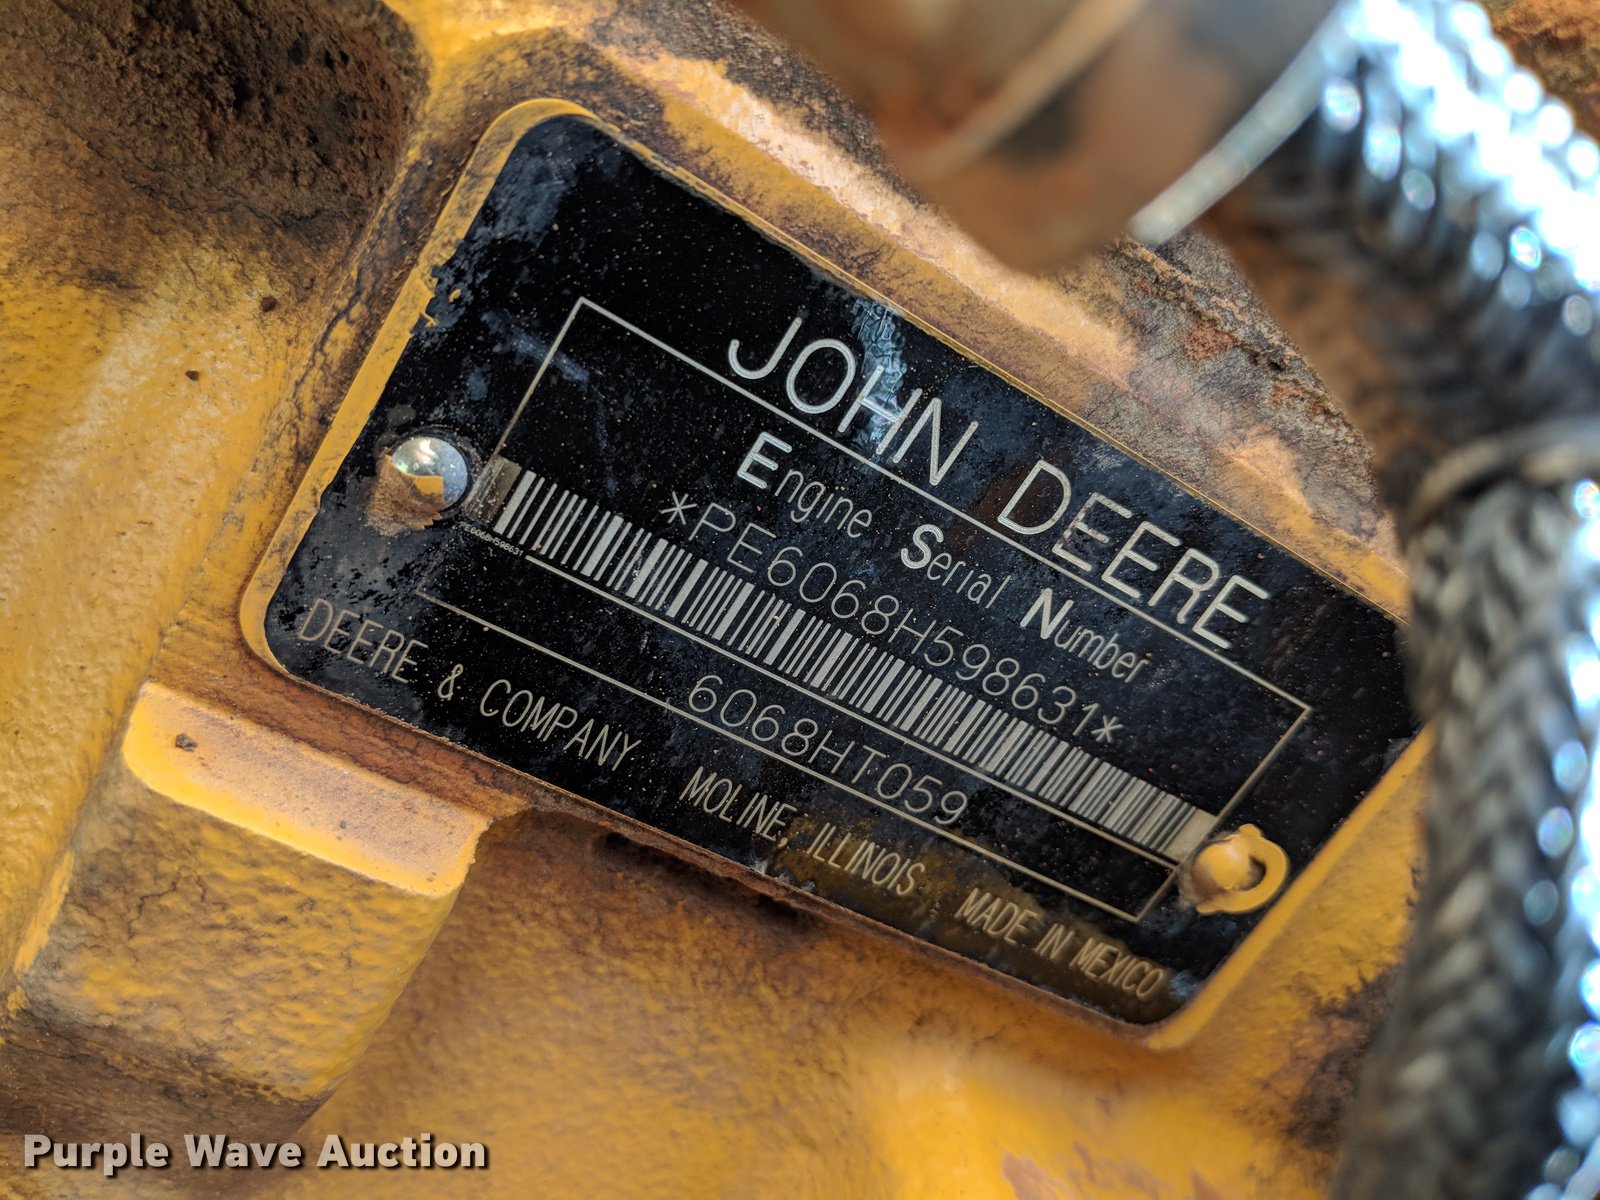 JOHN DEERE
Engine Serial Number
*PE6068H598631*
6068HT059
DEERE & COMPANY MOLINE, ILLINOIS MADE IN MEXICO
Purple Wave Auction